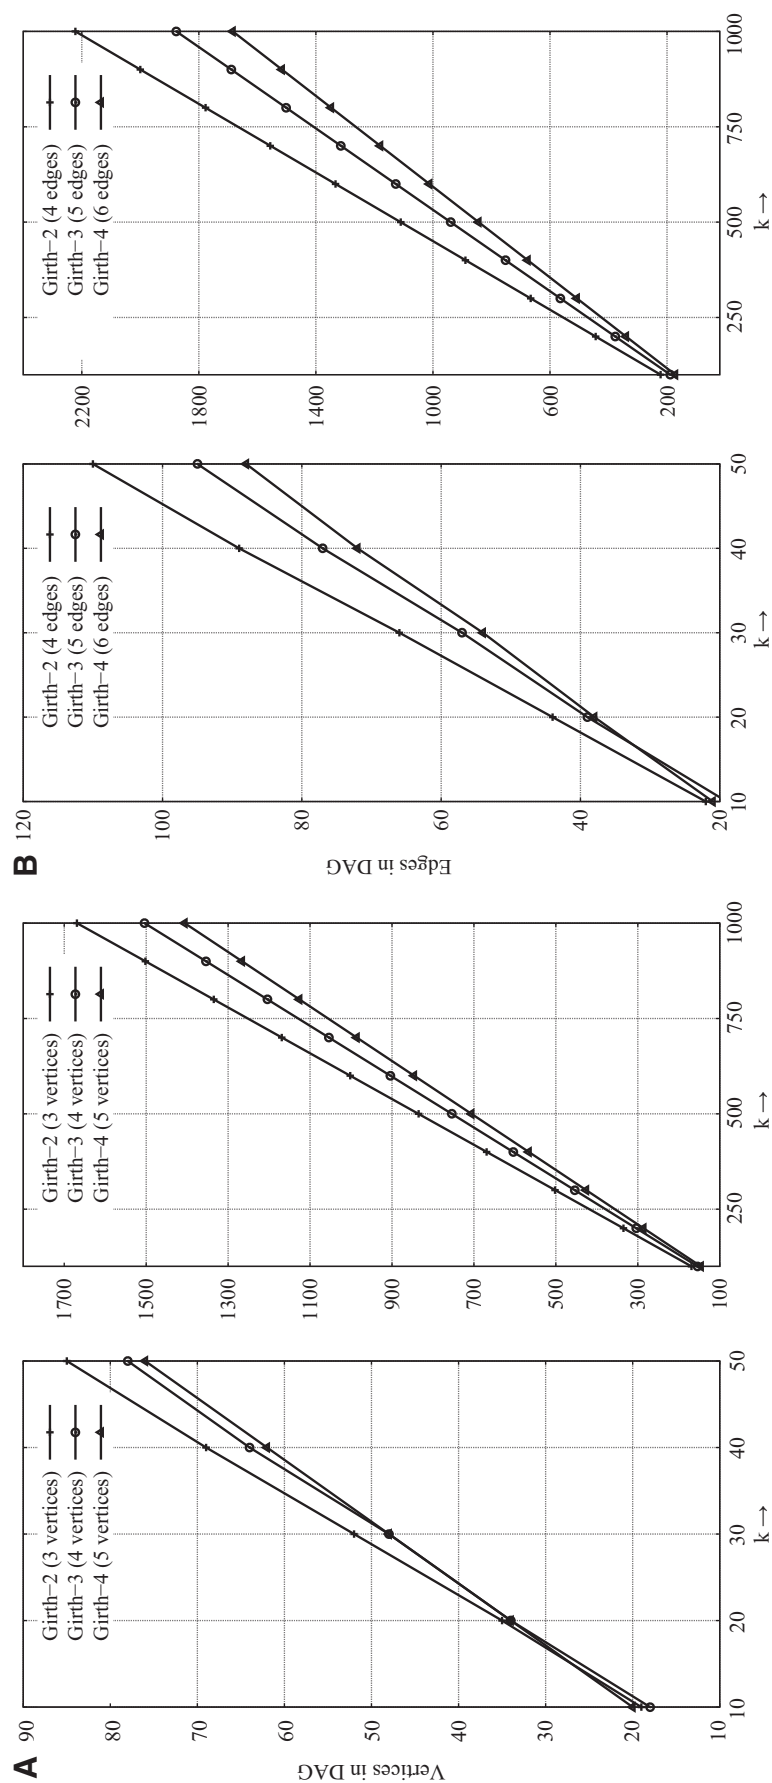 A
Vertices in DAG
90
80
70
60
50
40
30
20
10
10
20
30
40
50
k →
Girth−2 (3 vertices)
Girth−3 (4 vertices)
Girth−4 (5 vertices)
1700
1500
1300
1100
900
700
500
300
100
250
500
750
1000
k →
Girth−2 (3 vertices)
Girth−3 (4 vertices)
Girth−4 (5 vertices)
B
Edges in DAG
120
100
80
60
40
20
10
20
30
40
50
k →
Girth−2 (4 edges)
Girth−3 (5 edges)
Girth−4 (6 edges)
2200
1800
1400
1000
600
200
250
500
750
1000
k →
Girth−2 (4 edges)
Girth−3 (5 edges)
Girth−4 (6 edges)